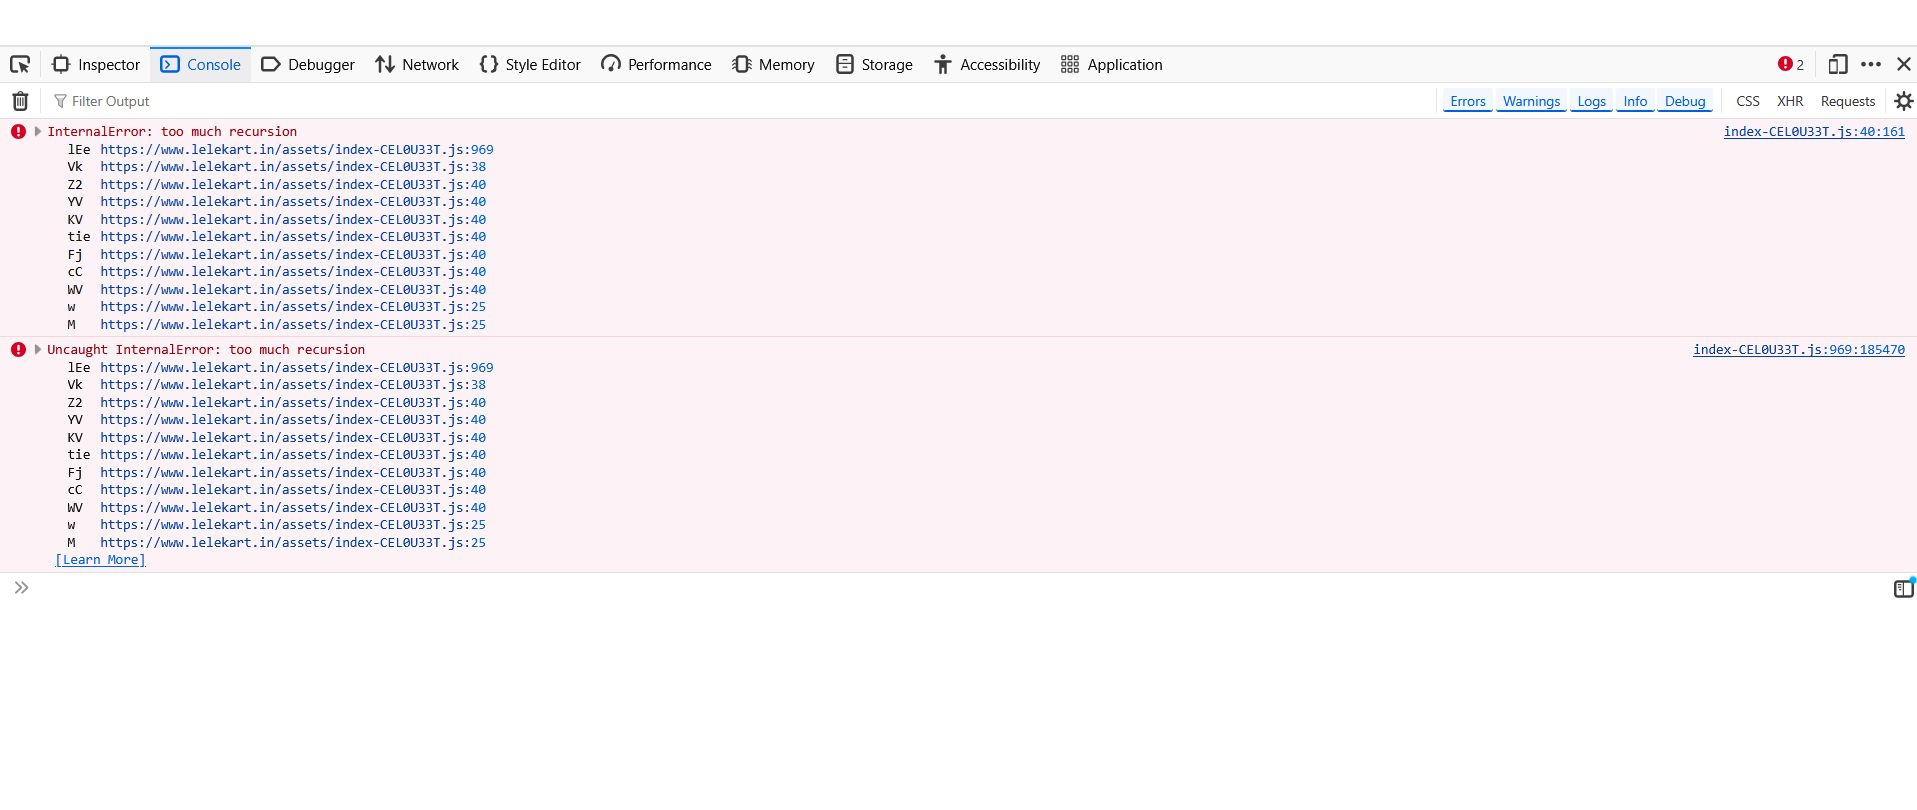 Inspector Console Debugger Network Style Editor Performance Memory Storage Accessibility Application 2
Filter Output Errors Warnings Logs Info Debug CSS XHR Requests
InternalError: too much recursion index-CEL0U33T.js:40:161
lEe https://www.lelekart.in/assets/index-CEL0U33T.js:969
Vk https://www.lelekart.in/assets/index-CEL0U33T.js:38
Z2 https://www.lelekart.in/assets/index-CEL0U33T.js:40
YV https://www.lelekart.in/assets/index-CEL0U33T.js:40
KV https://www.lelekart.in/assets/index-CEL0U33T.js:40
tie https://www.lelekart.in/assets/index-CEL0U33T.js:40
Fj https://www.lelekart.in/assets/index-CEL0U33T.js:40
cC https://www.lelekart.in/assets/index-CEL0U33T.js:40
WV https://www.lelekart.in/assets/index-CEL0U33T.js:40
w https://www.lelekart.in/assets/index-CEL0U33T.js:25
M https://www.lelekart.in/assets/index-CEL0U33T.js:25
Uncaught InternalError: too much recursion index-CEL0U33T.js:969:185470
lEe https://www.lelekart.in/assets/index-CEL0U33T.js:969
Vk https://www.lelekart.in/assets/index-CEL0U33T.js:38
Z2 https://www.lelekart.in/assets/index-CEL0U33T.js:40
YV https://www.lelekart.in/assets/index-CEL0U33T.js:40
KV https://www.lelekart.in/assets/index-CEL0U33T.js:40
tie https://www.lelekart.in/assets/index-CEL0U33T.js:40
Fj https://www.lelekart.in/assets/index-CEL0U33T.js:40
cC https://www.lelekart.in/assets/index-CEL0U33T.js:40
WV https://www.lelekart.in/assets/index-CEL0U33T.js:40
w https://www.lelekart.in/assets/index-CEL0U33T.js:25
M https://www.lelekart.in/assets/index-CEL0U33T.js:25
[Learn More]